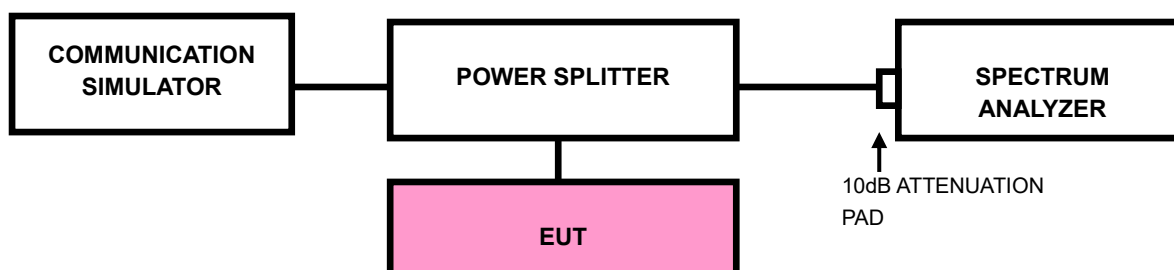 COMMUNICATION
SIMULATOR
POWER SPLITTER
SPECTRUM
ANALYZER
10dB ATTENUATION
PAD
EUT